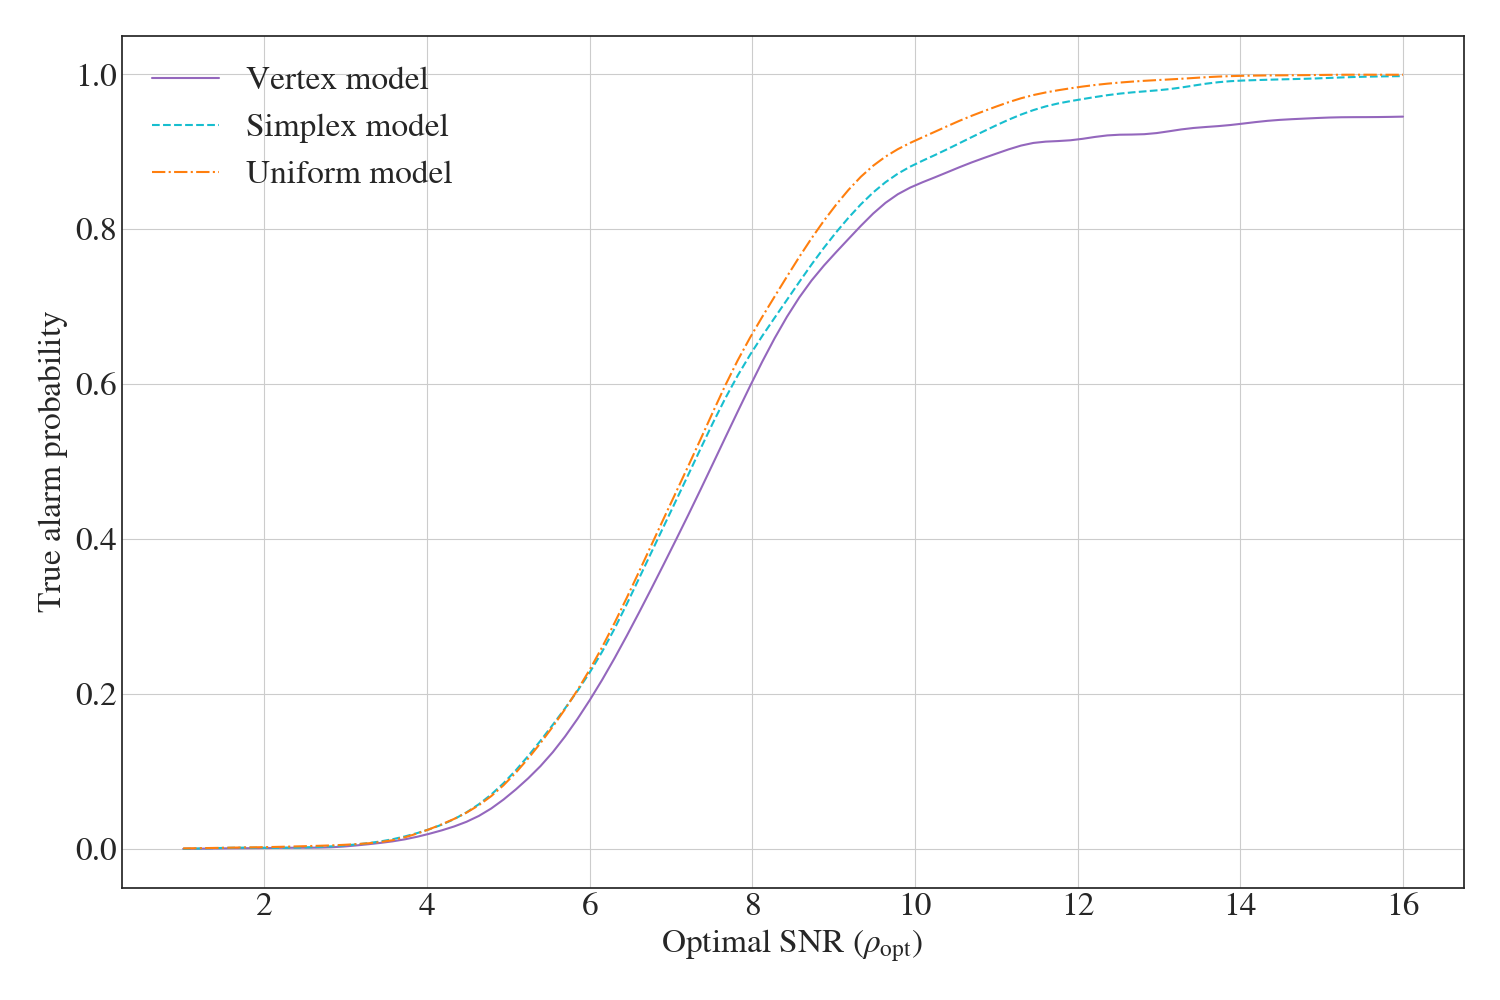 Vertex model
Simplex model
Uniform model
True alarm probability
1.0
0.8
0.6
0.4
0.2
0.0
2 4 6 8 10 12 14 16
Optimal SNR (ρopt)